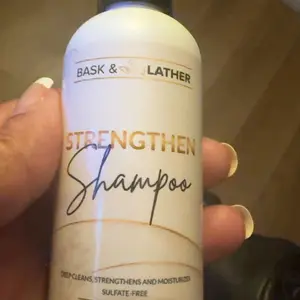 BASK & LATHER
STRENGTHEN
Shampoo
DEEP CLEANS, STRENGTHENS AND MOISTURIZES
SULFATE-FREE